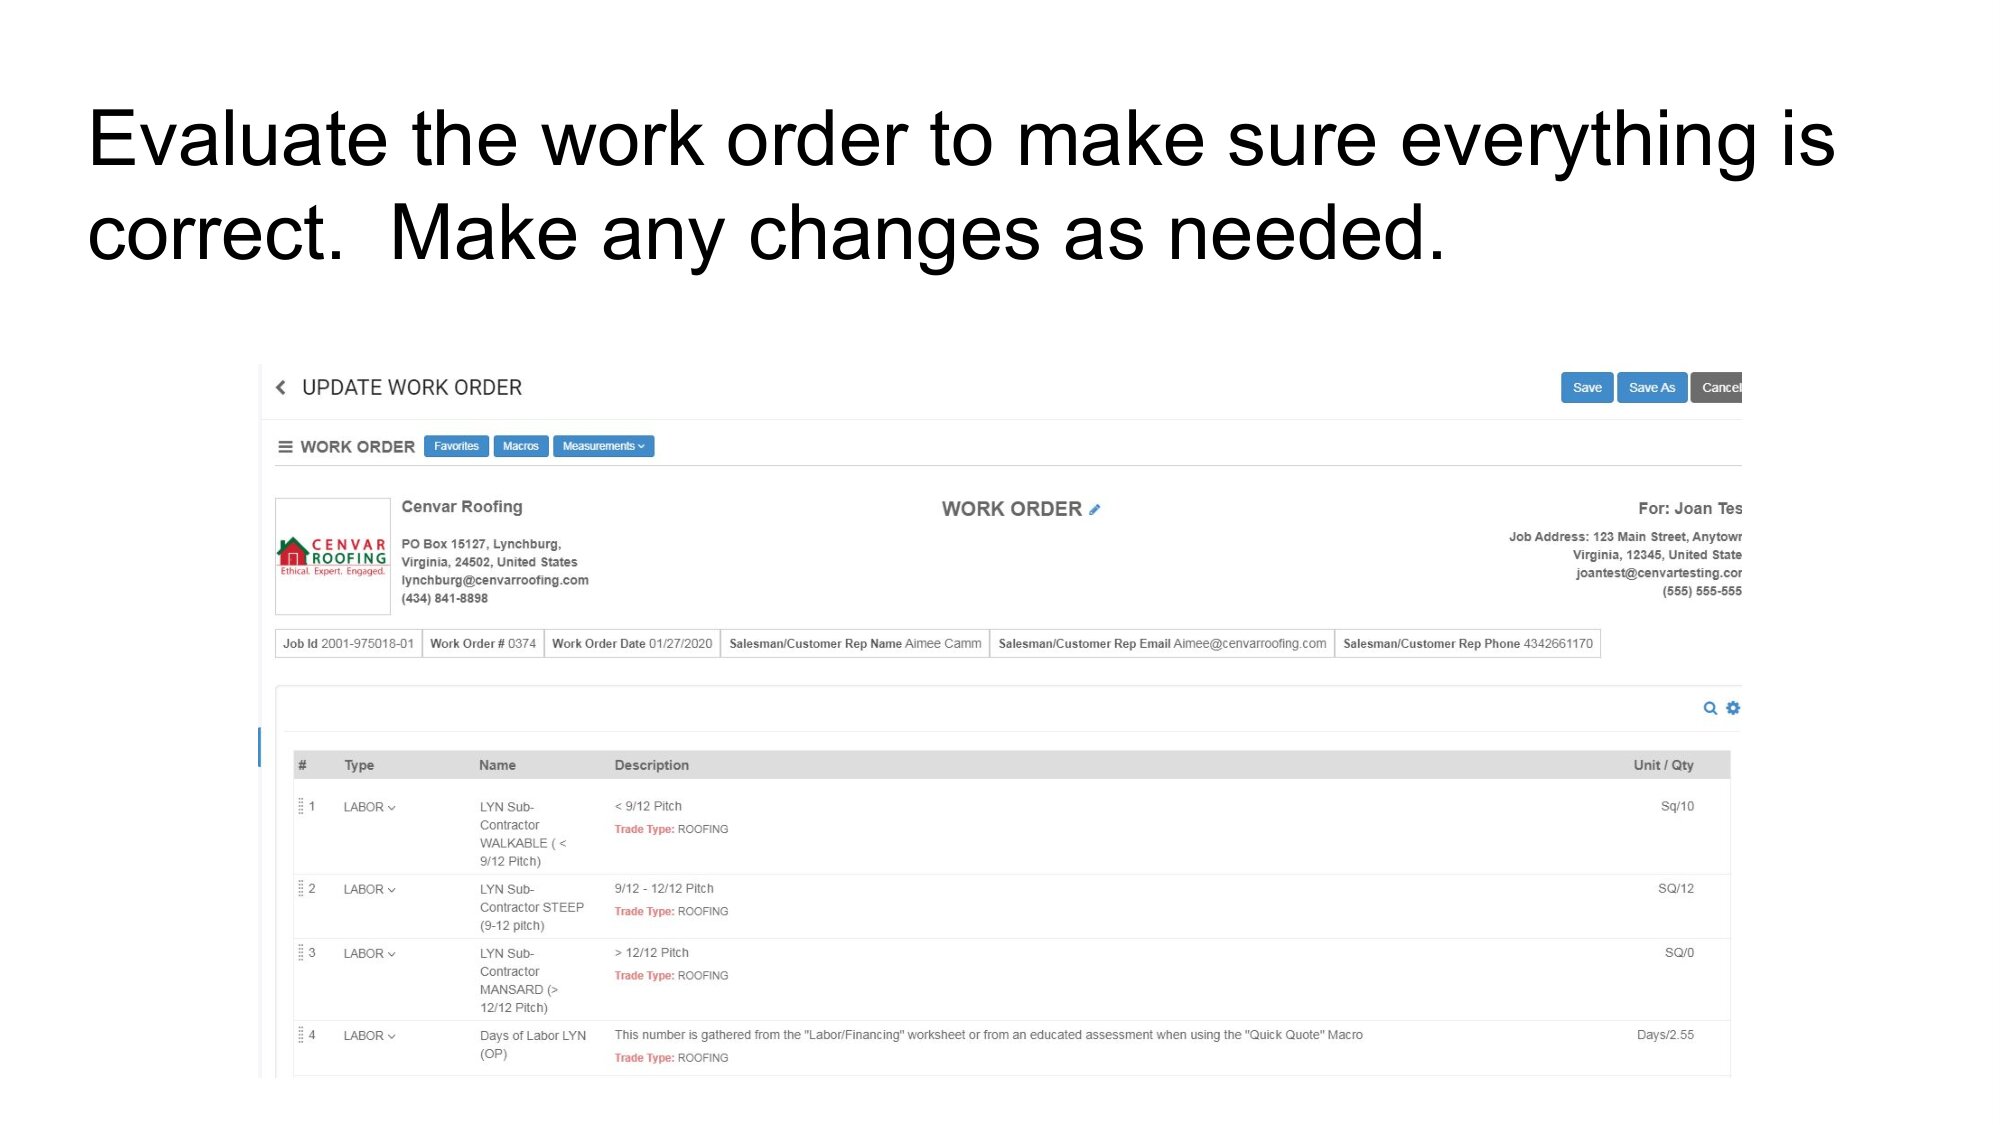 Evaluate the work order to make sure everything is
correct.  Make any changes as needed.
UPDATE WORK ORDER
Save Save As Cancel
WORK ORDER Favorites Macros Measurements
CENVAR
ROOFING
Ethical. Expert. Engaged.
Cenvar Roofing
PO Box 15127, Lynchburg,
Virginia, 24502, United States
lynchburg@cenvarroofing.com
(434) 841-8898
WORK ORDER
For: Joan Tes
Job Address: 123 Main Street, Anytown
Virginia, 12345, United State
joantest@cenvartesting.com
(555) 555-555
Job Id 2001-975018-01 Work Order # 0374 Work Order Date 01/27/2020 Salesman/Customer Rep Name Aimee Camm Salesman/Customer Rep Email Aimee@cenvarroofing.com Salesman/Customer Rep Phone 4342661170
# Type Name Description Unit / Qty
1 LABOR LYN Sub-
Contractor
WALKABLE ( <
9/12 Pitch)
< 9/12 Pitch
Trade Type: ROOFING
Sq/10
2 LABOR LYN Sub-
Contractor STEEP
(9-12 pitch)
9/12 - 12/12 Pitch
Trade Type: ROOFING
SQ/12
3 LABOR LYN Sub-
Contractor
MANSARD (>
12/12 Pitch)
> 12/12 Pitch
Trade Type: ROOFING
SQ/0
4 LABOR Days of Labor LYN
(OP)
This number is gathered from the "Labor/Financing" worksheet or from an educated assessment when using the "Quick Quote" Macro
Trade Type: ROOFING
Days/2.55